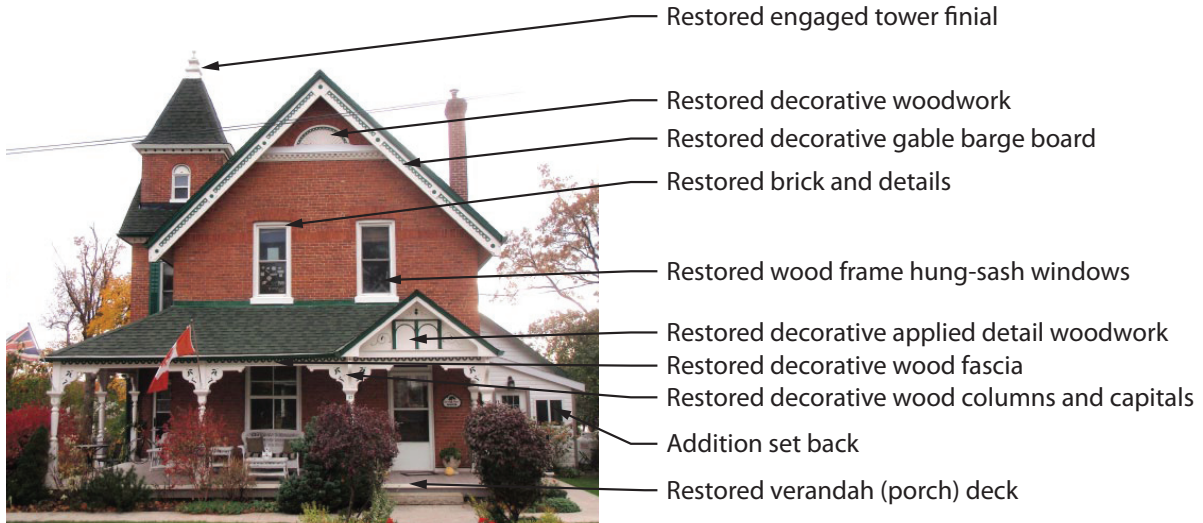 Restored engaged tower finial
Restored decorative woodwork
Restored decorative gable barge board
Restored brick and details
Restored wood frame hung-sash windows
Restored decorative applied detail woodwork
Restored decorative wood fascia
Restored decorative wood columns and capitals
Addition set back
Restored verandah (porch) deck